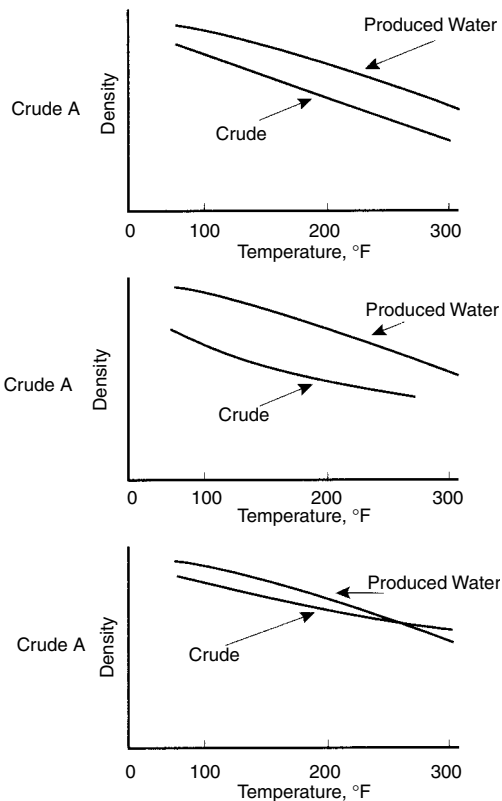 Produced Water
Crude A
Density
Crude
0 100 200 300
Temperature, °F
Produced Water
Crude A
Density
Crude
0 100 200 300
Temperature, °F
Produced Water
Crude A
Density
Crude
0 100 200 300
Temperature, °F